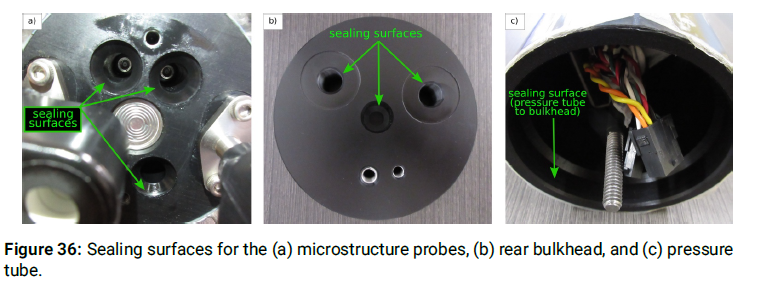 a)
sealing
surfaces
b)
sealing surfaces
c)
sealing surface
(pressure tube
to bulkhead)
Figure 36: Sealing surfaces for the (a) microstructure probes, (b) rear bulkhead, and (c) pressure
tube.